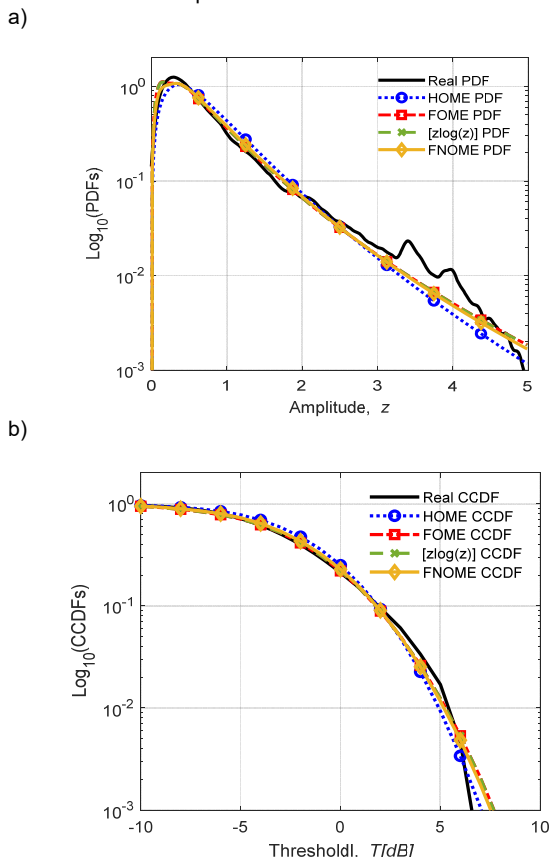 a)
10^0
10^-1
10^-2
10^-3
Log10(PDFs)
Real PDF
HOME PDF
FOME PDF
[zlog(z)] PDF
FNOME PDF
0 1 2 3 4 5
Amplitude, z
b)
10^0
10^-1
10^-2
10^-3
Log10(CCDFs)
Real CCDF
HOME CCDF
FOME CCDF
[zlog(z)] CCDF
FNOME CCDF
-10 -5 0 5 10
Thresholdl, T[dB]